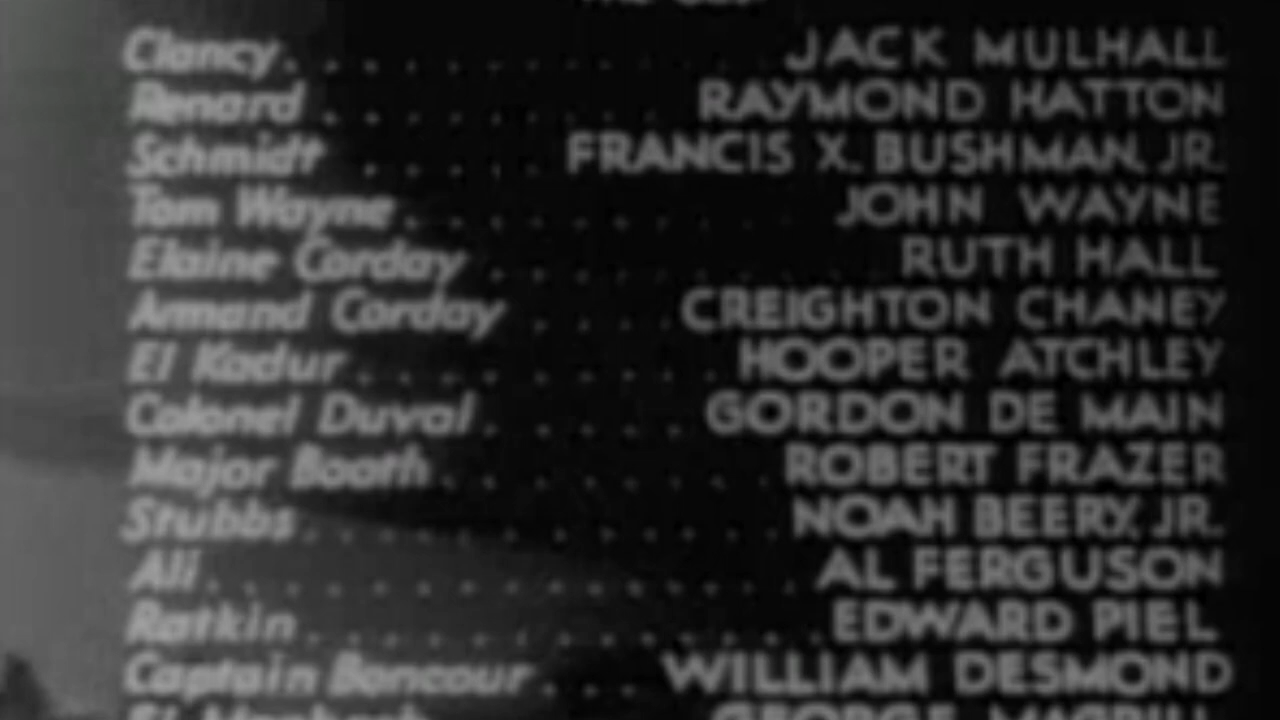 Clancy. . . . . . . . . . . . JACK MULHALL
Renard . . . . . . . . . RAYMOND HATTON
Schmidt . . . . . FRANCIS X. BUSHMAN, JR.
Tom Wayne. . . . . . . . . . JOHN WAYNE
Elaine Corday . . . . . . . . . . RUTH HALL
Armand Corday . . . . CREIGHTON CHANEY
El Kadur. . . . . . . . . HOOPER ATCHLEY
Colonel Duval. . . . . GORDON DE MAIN
Major Booth. . . . . . . . ROBERT FRAZER
Stubbs. . . . . . . . . . . . NOAH BEERY, JR.
Ali. . . . . . . . . . . . . . . AL FERGUSON
Ratkin. . . . . . . . . . . . . EDWARD PIEL
Captain Boncour. . . WILLIAM DESMOND
GEORGE MAGRILL